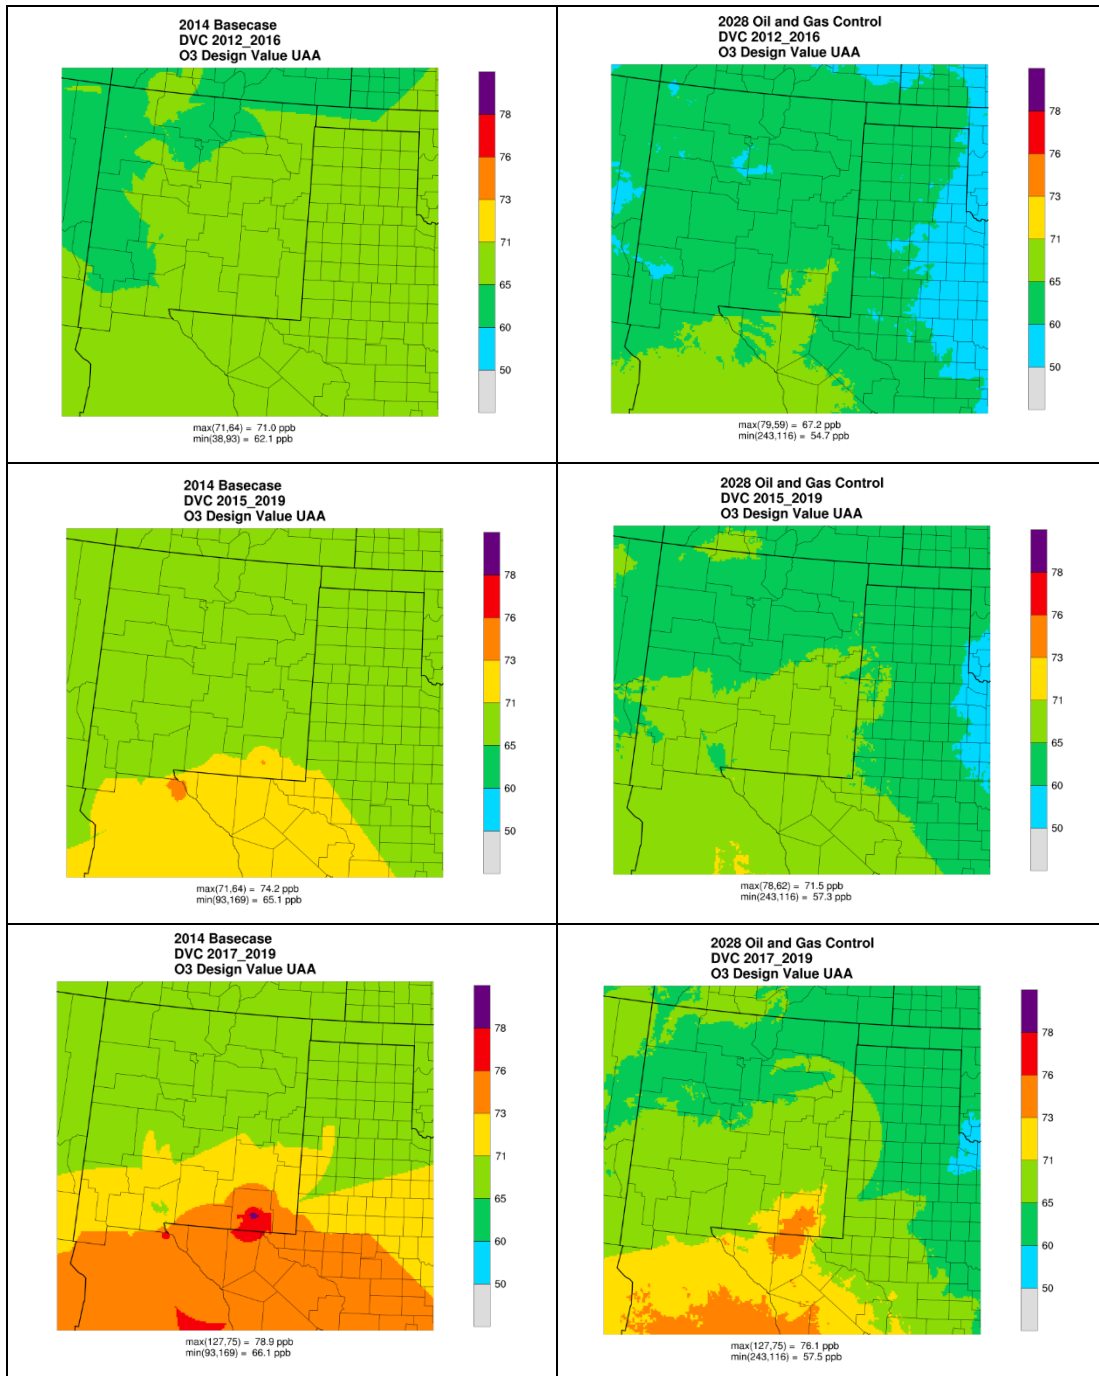 2014 Basecase
DVC 2012_2016
O3 Design Value UAA
78
76
73
71
65
60
50
max(71,64) = 71.0 ppb
min(38,93) = 62.1 ppb
2028 Oil and Gas Control
DVC 2012_2016
O3 Design Value UAA
78
76
73
71
65
60
50
max(79,59) = 67.2 ppb
min(243,116) = 54.7 ppb
2014 Basecase
DVC 2015_2019
O3 Design Value UAA
78
76
73
71
65
60
50
max(71,64) = 74.2 ppb
min(93,169) = 65.1 ppb
2028 Oil and Gas Control
DVC 2015_2019
O3 Design Value UAA
78
76
73
71
65
60
50
max(78,62) = 71.5 ppb
min(243,116) = 57.3 ppb
2014 Basecase
DVC 2017_2019
O3 Design Value UAA
78
76
73
71
65
60
50
max(127,75) = 78.9 ppb
min(93,169) = 66.1 ppb
2028 Oil and Gas Control
DVC 2017_2019
O3 Design Value UAA
78
76
73
71
65
60
50
max(127,75) = 76.1 ppb
min(243,116) = 57.5 ppb